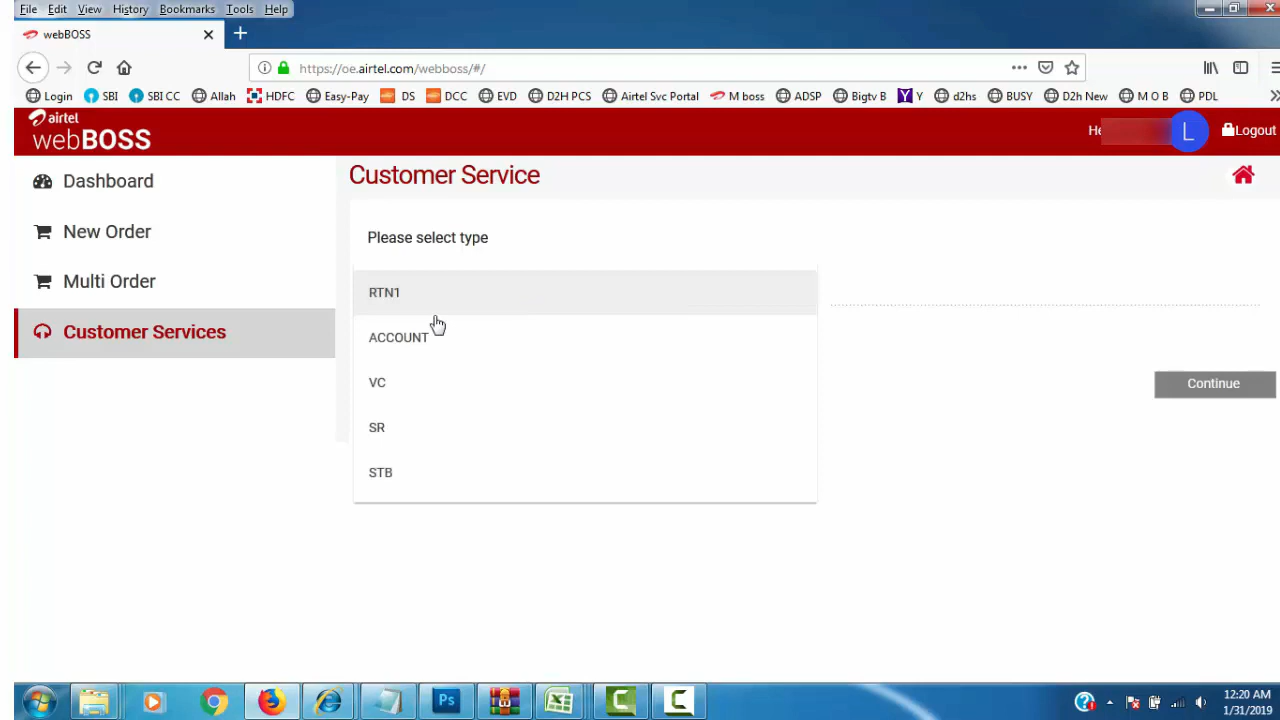 File Edit View History Bookmarks Tools Help
webBOSS
https://oe.airtel.com/webboss/#/
Login SBI SBI CC Allah HDFC Easy-Pay DS DCC EVD D2H PCS Airtel Svc Portal M boss ADSP Bigtv B Y d2hs BUSY D2h New M O B PDL
airtel
webBOSS
L
Logout
Dashboard
New Order
Multi Order
Customer Services
Customer Service
Please select type
RTN1
ACCOUNT
VC
SR
STB
Continue
Ps
12:20 AM
1/31/2019